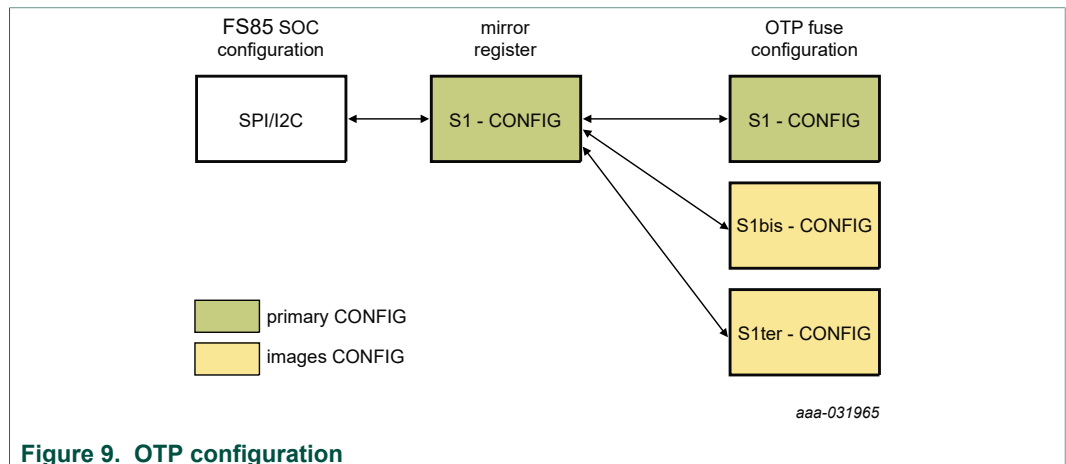 FS85 SOC
configuration
mirror
register
OTP fuse
configuration
SPI/I2C
S1 - CONFIG
S1 - CONFIG
S1bis - CONFIG
S1ter - CONFIG
primary CONFIG
images CONFIG
aaa-031965
Figure 9. OTP configuration